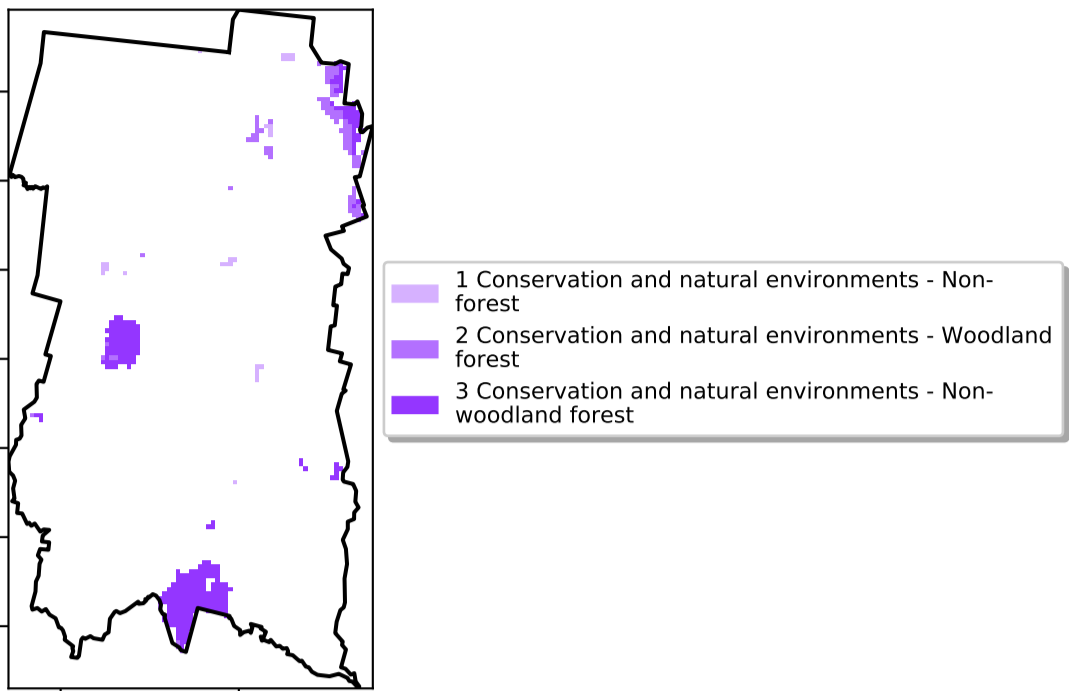 1 Conservation and natural environments - Non-
forest
2 Conservation and natural environments - Woodland
forest
3 Conservation and natural environments - Non-
woodland forest